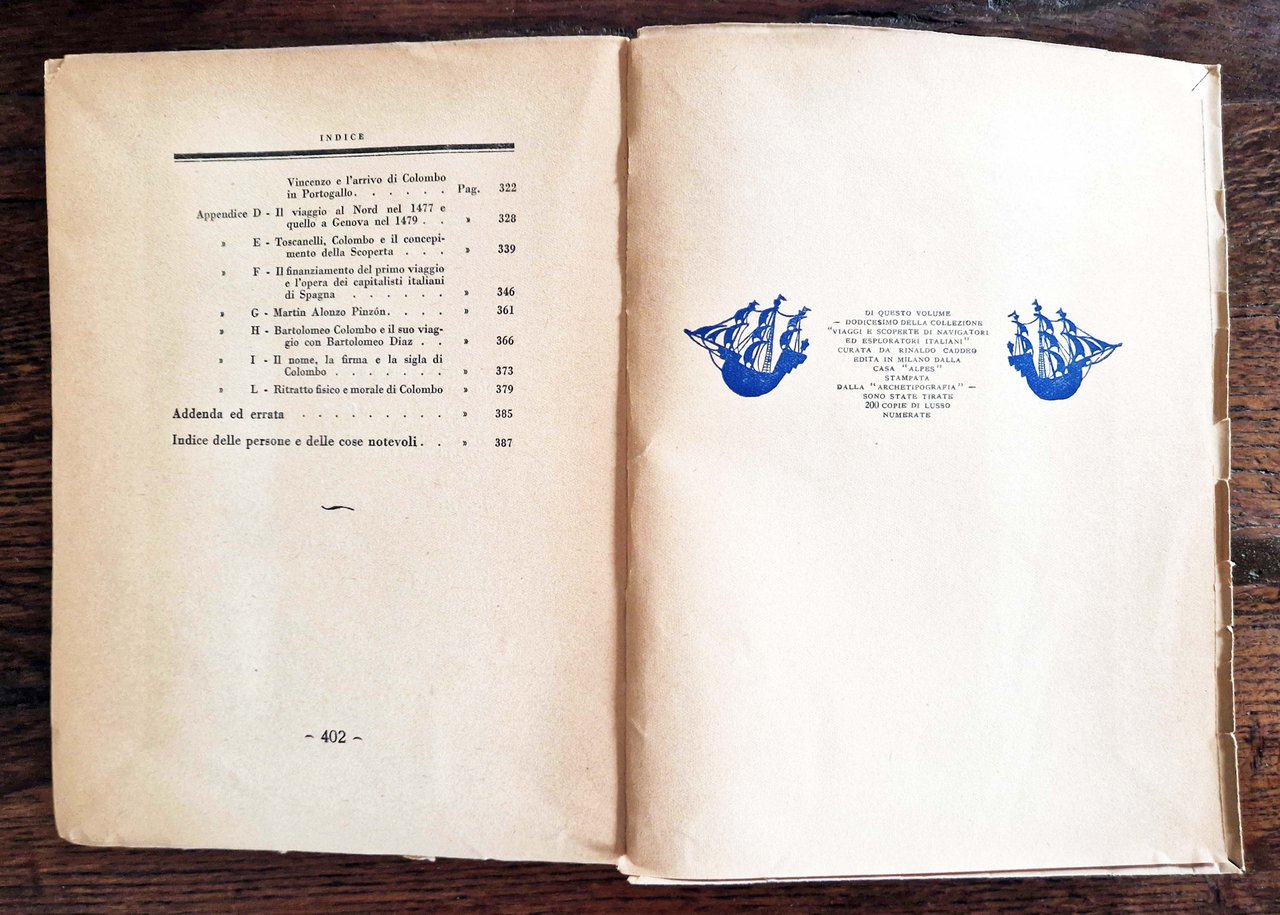 INDICE
Vincenzo e l'arrivo di Colombo
in Portogallo. . . . . . Pag. 322
Appendice D - Il viaggio al Nord nel 1477 e
quello a Genova nel 1479 . . » 328
» E - Toscanelli, Colombo e il concepi-
mento della Scoperta . . . » 339
» F - Il finanziamento del primo viaggio
e l'opera dei capitalisti italiani
di Spagna . . . . . . » 346
» G - Martin Alonzo Pinzón. . . . » 361
» H - Bartolomeo Colombo e il suo viag-
gio con Bartolomeo Diaz . . » 366
» I - Il nome, la firma e la sigla di
Colombo . . . . . . . » 373
» L - Ritratto fisico e morale di Colombo » 379
Addenda ed errata . . . . . . . . . » 385
Indice delle persone e delle cose notevoli. . » 387
- 402 -
DI QUESTO VOLUME
— DODICESIMO DELLA COLLEZIONE
"VIAGGI E SCOPERTE DI NAVIGATORI
ED ESPLORATORI ITALIANI"
CURATA DA RINALDO CADDEO
EDITA IN MILANO DALLA
CASA "ALPES"
STAMPATA
DALLA "ARCHETIPOGRAFIA" —
SONO STATE TIRATE
200 COPIE DI LUSSO
NUMERATE